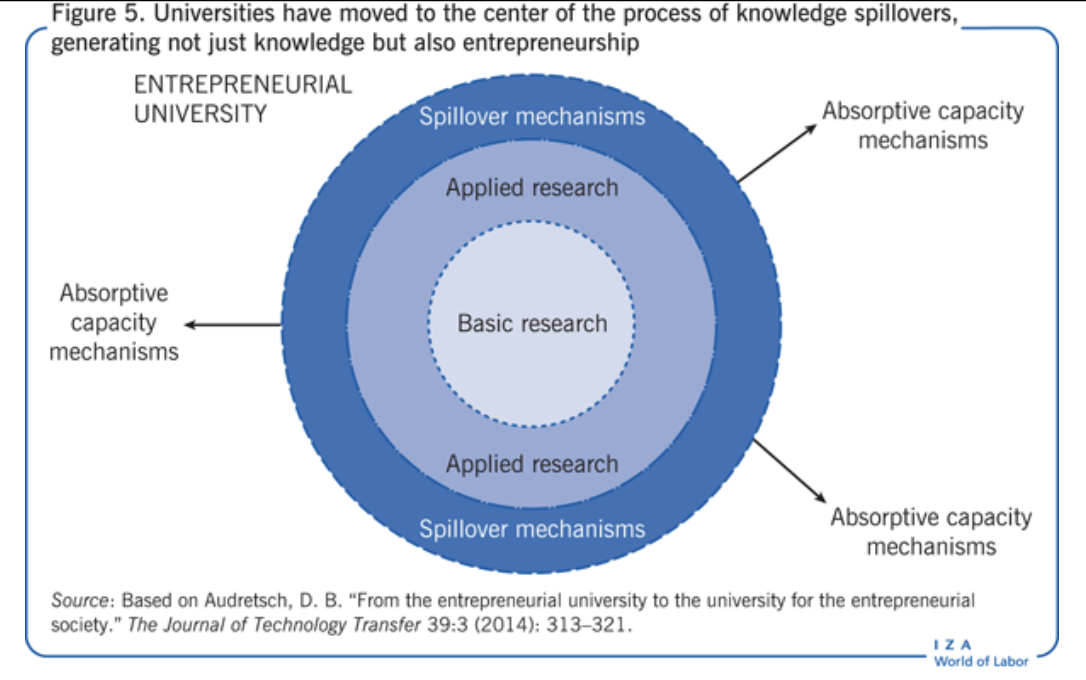 Figure 5. Universities have moved to the center of the process of knowledge spillovers,
generating not just knowledge but also entrepreneurship
ENTREPRENEURIAL
UNIVERSITY
Spillover mechanisms
Absorptive capacity
mechanisms
Applied research
Absorptive
capacity
mechanisms
Basic research
Applied research
Spillover mechanisms
Absorptive capacity
mechanisms
Source: Based on Audretsch, D. B. “From the entrepreneurial university to the university for the entrepreneurial
society.” The Journal of Technology Transfer 39:3 (2014): 313–321.
I Z A
World of Labor